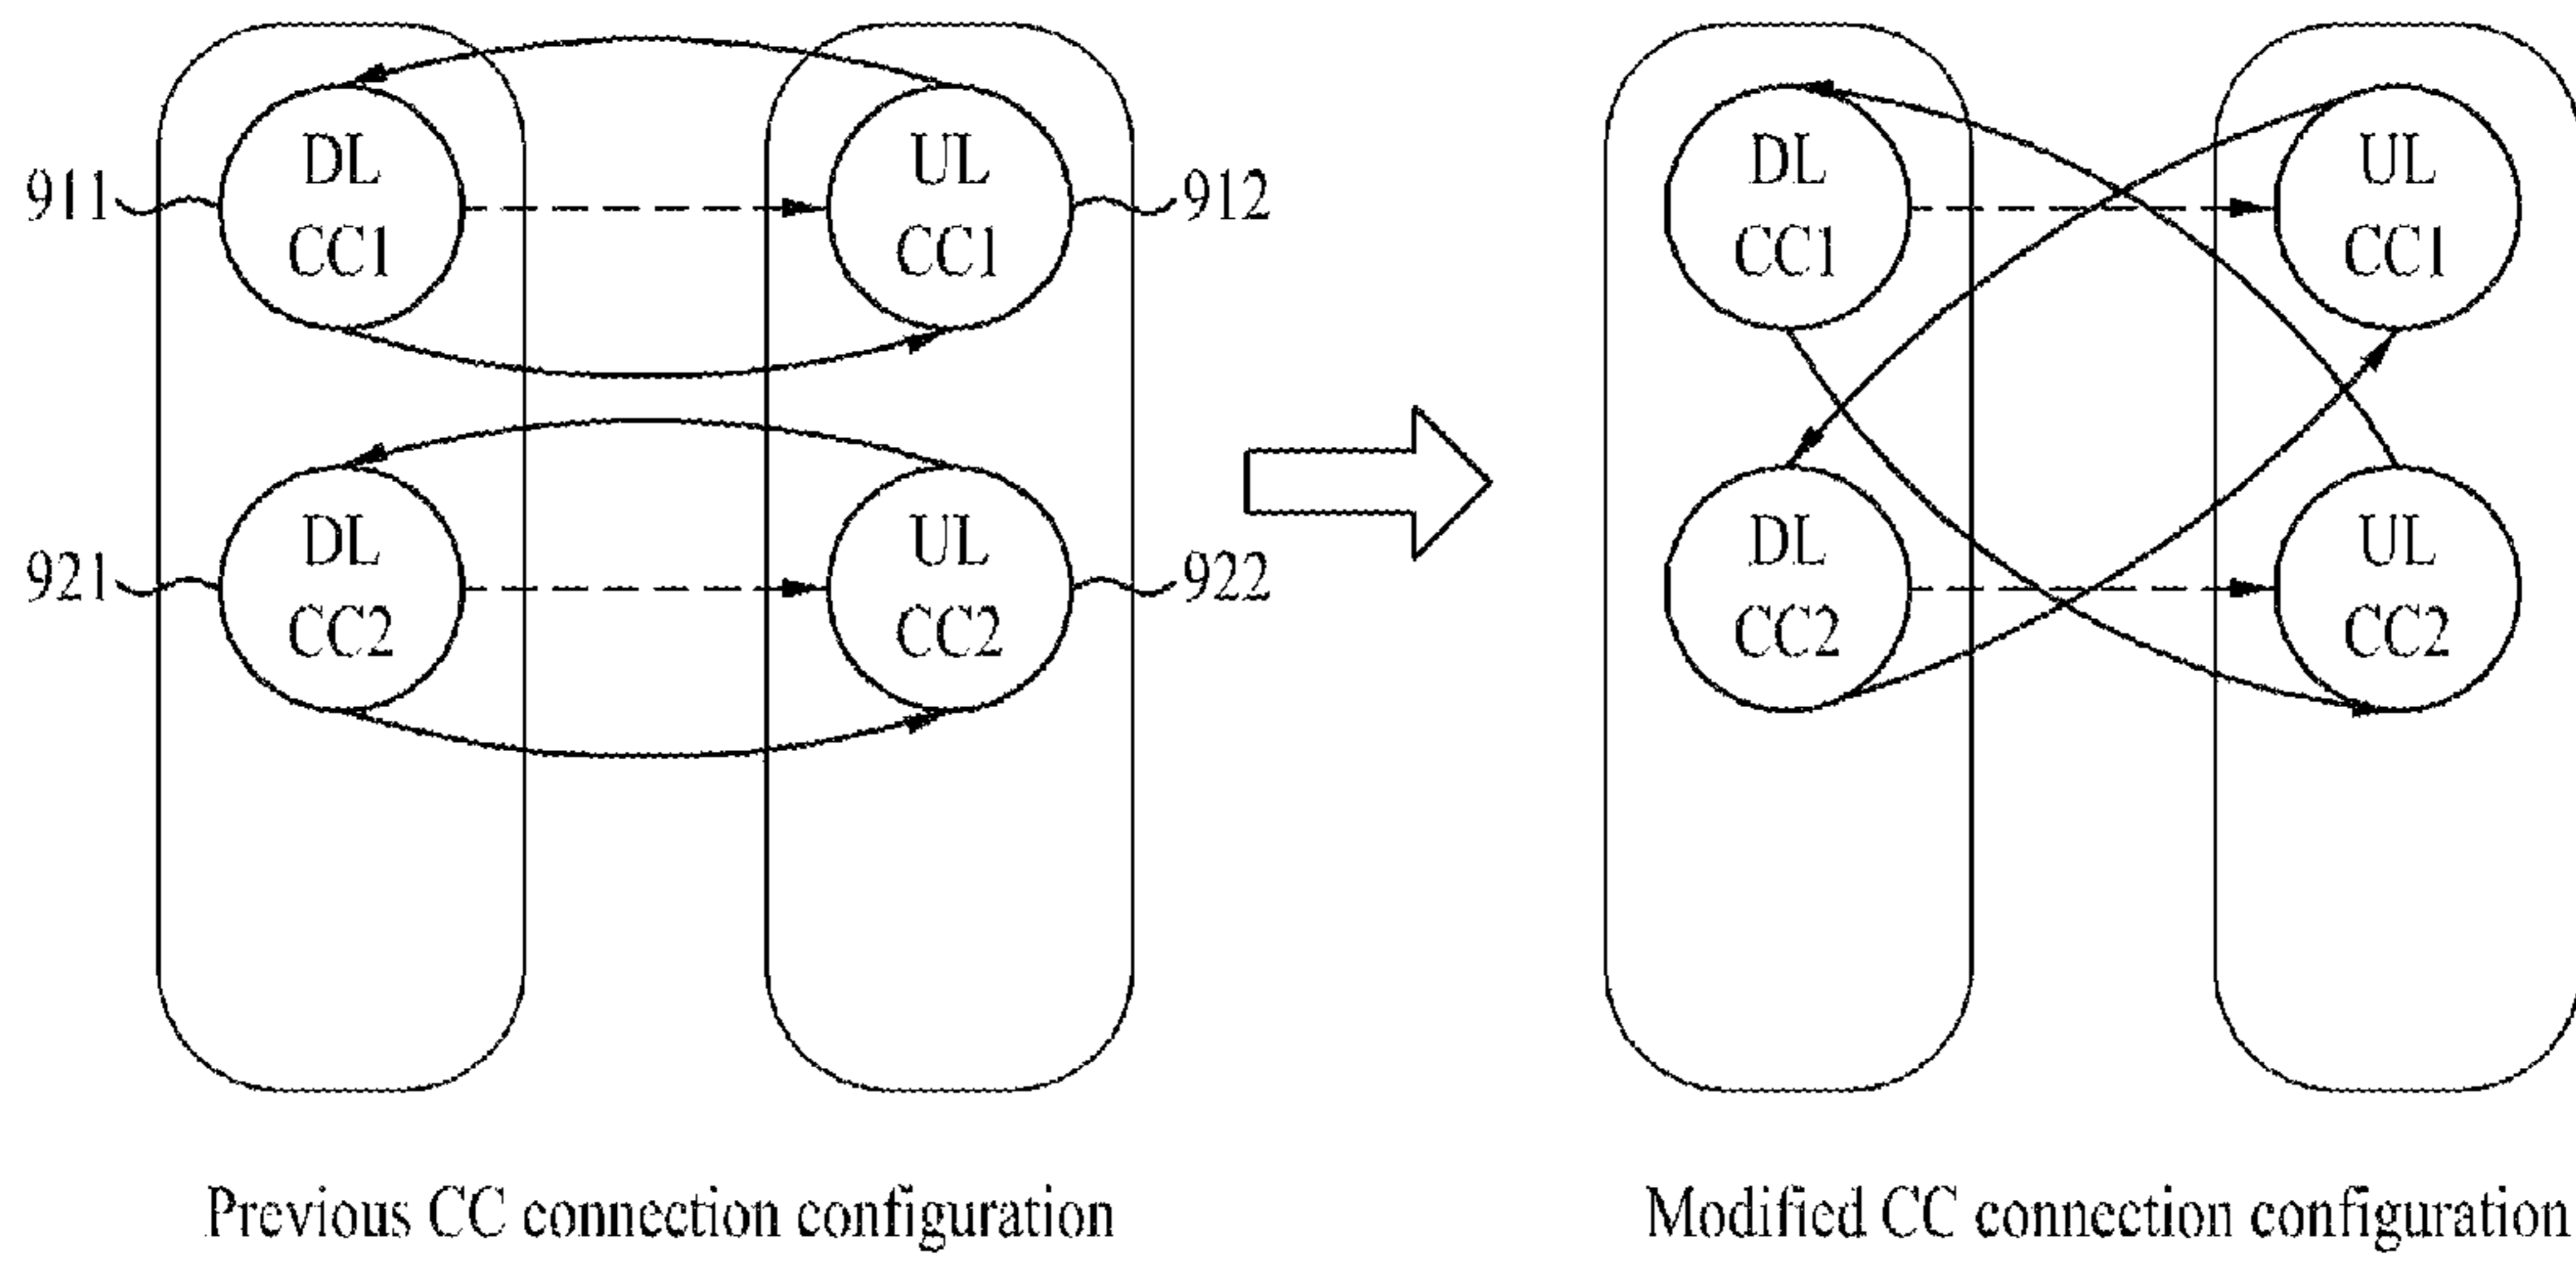 DL
CC1
UL
CC1
911
912
DL
CC2
UL
CC2
921
922
Previous CC connection configuration
DL
CC1
UL
CC1
DL
CC2
UL
CC2
Modified CC connection configuration